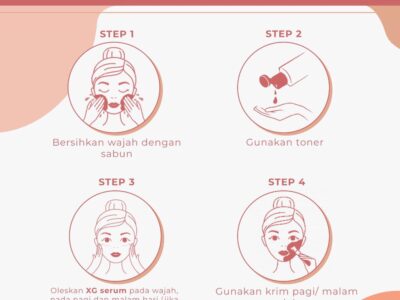 STEP 1
Bersihkan wajah dengan
sabun
STEP 2
Gunakan toner
STEP 3
Oleskan XG serum pada wajah,
pada pagi dan malam hari (jika
STEP 4
Gunakan krim pagi/ malam